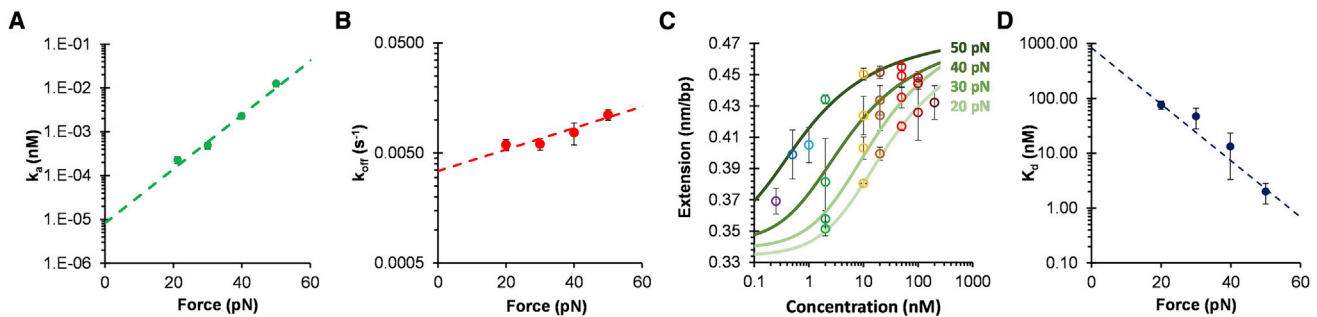 A
kₐ (nM)
1.E-01
1.E-02
1.E-03
1.E-04
1.E-05
1.E-06
0 20 40 60
Force (pN)
B
k_off (s⁻¹)
0.0500
0.0050
0.0005
0 20 40 60
Force (pN)
C
Extension (nm/bp)
0.47
0.45
0.43
0.41
0.39
0.37
0.35
0.33
50 pN
40 pN
30 pN
20 pN
0.1 1 10 100 1000
Concentration (nM)
D
K_d (nM)
1000.00
100.00
10.00
1.00
0.10
0 20 40 60
Force (pN)